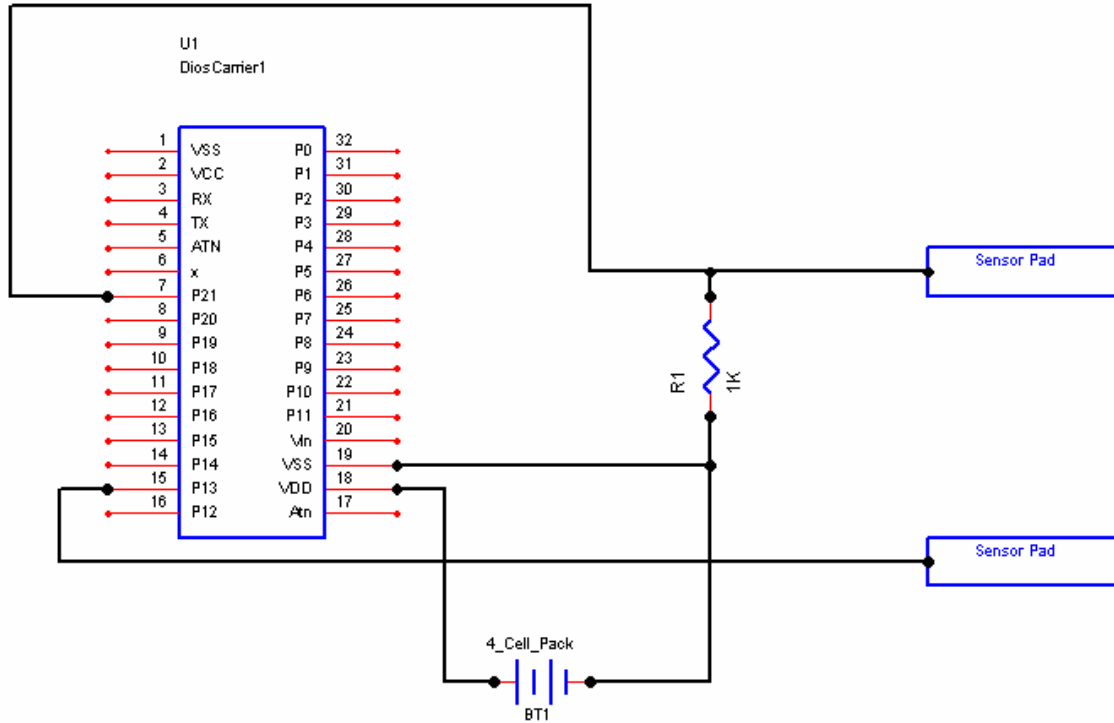 U1
DiosCarrier1
1 VSS P0 32
2 VCC P1 31
3 RX P2 30
4 TX P3 29
5 ATN P4 28
6 x P5 27
7 P21 P6 26
8 P20 P7 25
9 P19 P8 24
10 P18 P9 23
11 P17 P10 22
12 P16 P11 21
13 P15 Vin 20
14 P14 VSS 19
15 P13 VDD 18
16 P12 Atn 17
Sensor Pad
R1 1K
Sensor Pad
4_Cell_Pack
BT1